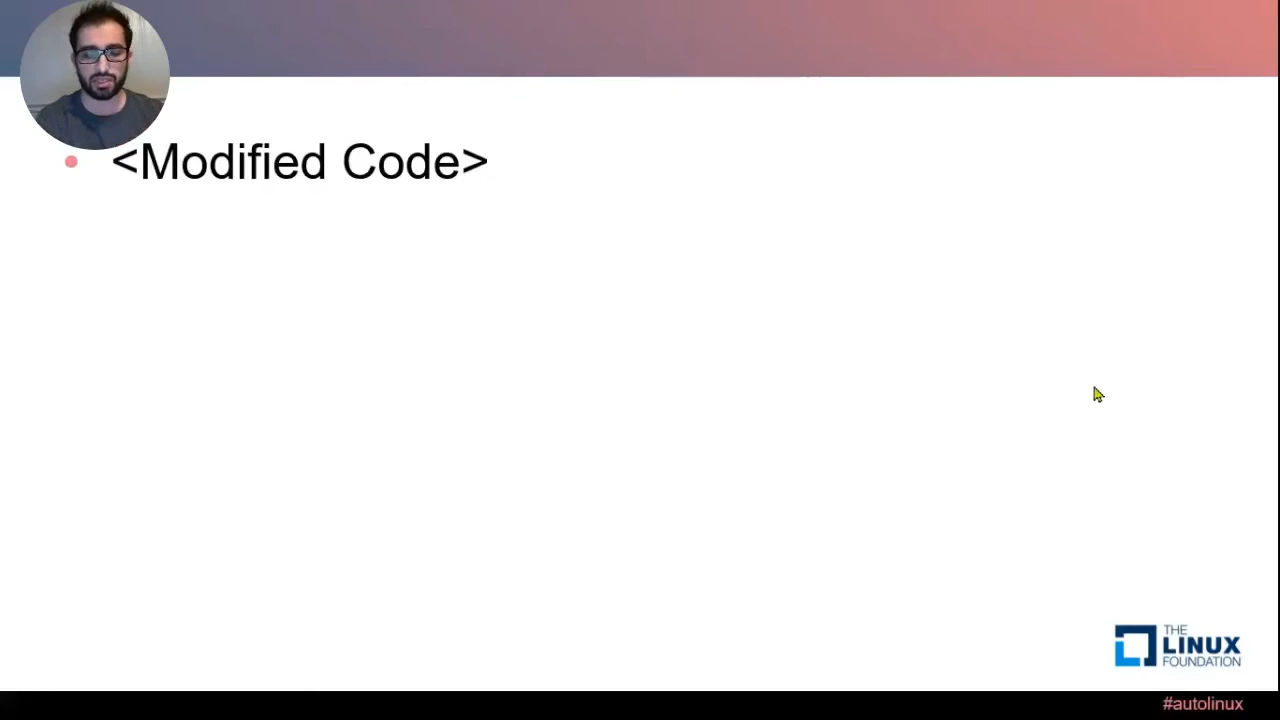 <Modified Code>
THE
LINUX
FOUNDATION
#autolinux